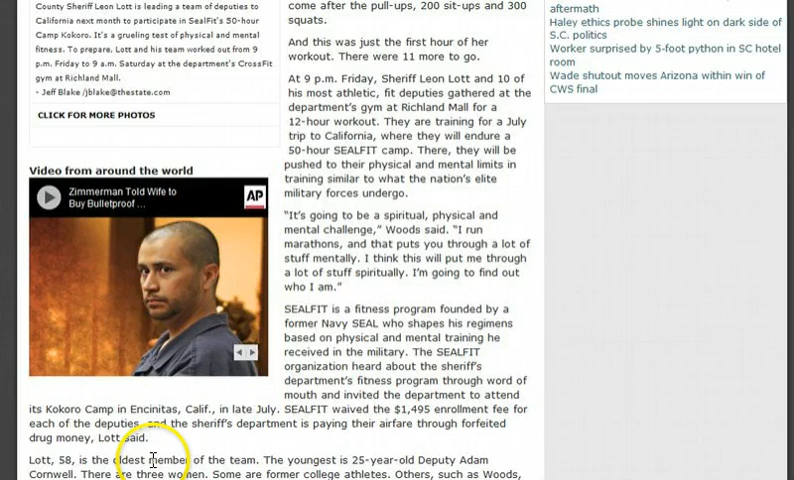 County Sheriff Leon Lott is leading a team of deputies to
California next month to participate in SealFit's 50-hour
Camp Kokoro. It's a grueling test of physical and mental
fitness. To prepare, Lott and his team worked out from 9
p.m. Friday to 9 a.m. Saturday at the department's CrossFit
gym at Richland Mall.
- Jeff Blake /jblake@thestate.com
CLICK FOR MORE PHOTOS
Video from around the world
Zimmerman Told Wife to
Buy Bulletproof ...
AP
come after the pull-ups, 200 sit-ups and 300
squats.
And this was just the first hour of her
workout. There were 11 more to go.
At 9 p.m. Friday, Sheriff Leon Lott and 10 of
his most athletic, fit deputies gathered at the
department's gym at Richland Mall for a
12-hour workout. They are training for a July
trip to California, where they will endure a
50-hour SEALFIT camp. There, they will be
pushed to their physical and mental limits in
training similar to what the nation's elite
military forces undergo.
"It's going to be a spiritual, physical and
mental challenge," Woods said. "I run
marathons, and that puts you through a lot of
stuff mentally. I think this will put me through
a lot of stuff spiritually. I'm going to find out
who I am."
SEALFIT is a fitness program founded by a
former Navy SEAL who shapes his regimens
based on physical and mental training he
received in the military. The SEALFIT
organization heard about the sheriff's
department's fitness program through word of
mouth and invited the department to attend
its Kokoro Camp in Encinitas, Calif., in late July. SEALFIT waived the $1,495 enrollment fee for
each of the deputies, and the sheriff's department is paying their airfare through forfeited
drug money, Lott said.
Lott, 58, is the oldest member of the team. The youngest is 25-year-old Deputy Adam
Cornwell. There are three women. Some are former college athletes. Others, such as Woods,
aftermath
Haley ethics probe shines light on dark side of
S.C. politics
Worker surprised by 5-foot python in SC hotel
room
Wade shutout moves Arizona within win of
CWS final